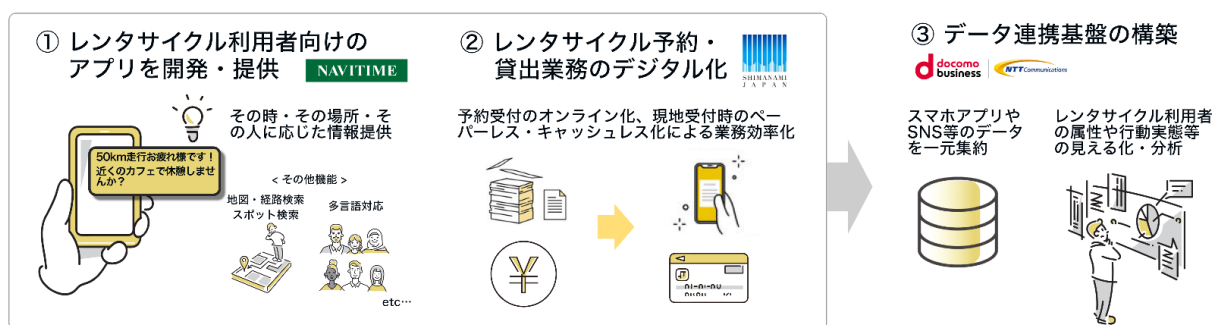 ① レンタサイクル利用者向けの
アプリを開発・提供
NAVITIME
その時・その場所・そ
の人に応じた情報提供
50km走行お疲れ様です！
近くのカフェで休憩しませ
んか？
< その他機能 >
地図・経路検索
スポット検索
多言語対応
etc…
② レンタサイクル予約・
貸出業務のデジタル化
SHIMANAMI
JAPAN
予約受付のオンライン化、現地受付時のペー
パーレス・キャッシュレス化による業務効率化
¥
③ データ連携基盤の構築
docomo
business
NTT Communications
スマホアプリや
SNS等のデータ
を一元集約
レンタサイクル利用者
の属性や行動実態等
の見える化・分析